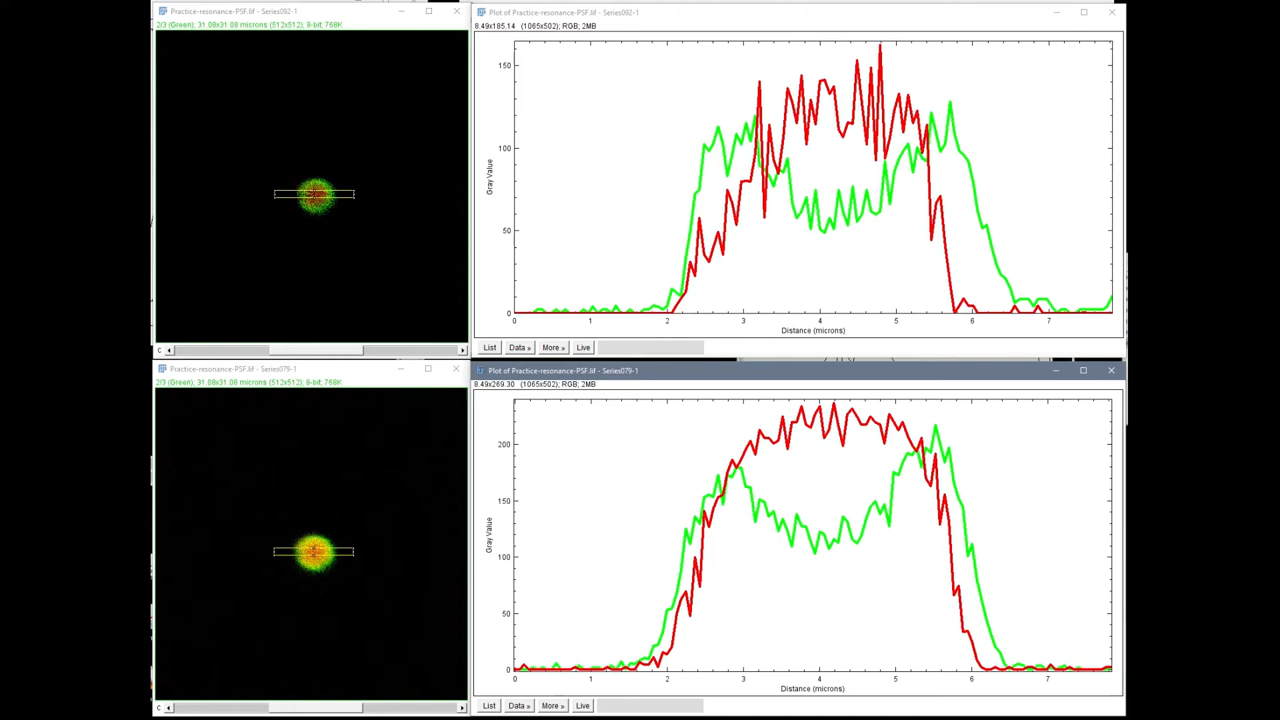 Practice-resonance-PSF.lif - Series092-1
2/3 (Green); 31.08x31.08 microns (512x512); 8-bit; 768K
C
Plot of Practice-resonance-PSF.lif - Series092-1
8.49x185.14 (1065x502); RGB; 2MB
150
100
50
0
Gray Value
0 1 2 3 4 5 6 7
Distance (microns)
List Data » More » Live
Practice-resonance-PSF.lif - Series079-1
2/3 (Green); 31.08x31.08 microns (512x512); 8-bit; 768K
C
Plot of Practice-resonance-PSF.lif - Series079-1
8.49x269.30 (1065x502); RGB; 2MB
200
150
100
50
0
Gray Value
0 1 2 3 4 5 6 7
Distance (microns)
List Data » More » Live